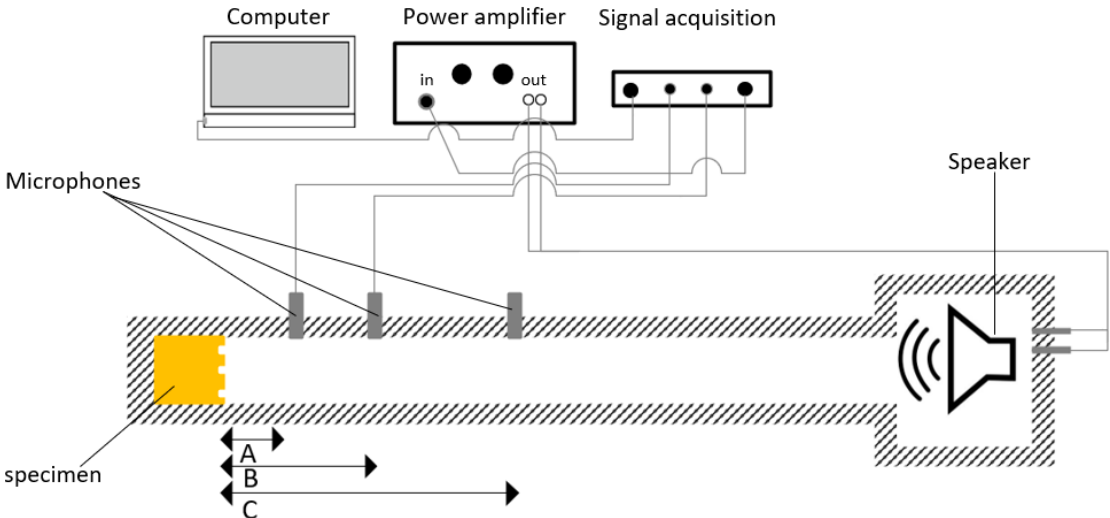 Computer Power amplifier Signal acquisition
in out
Microphones
Speaker
A
B
specimen
C